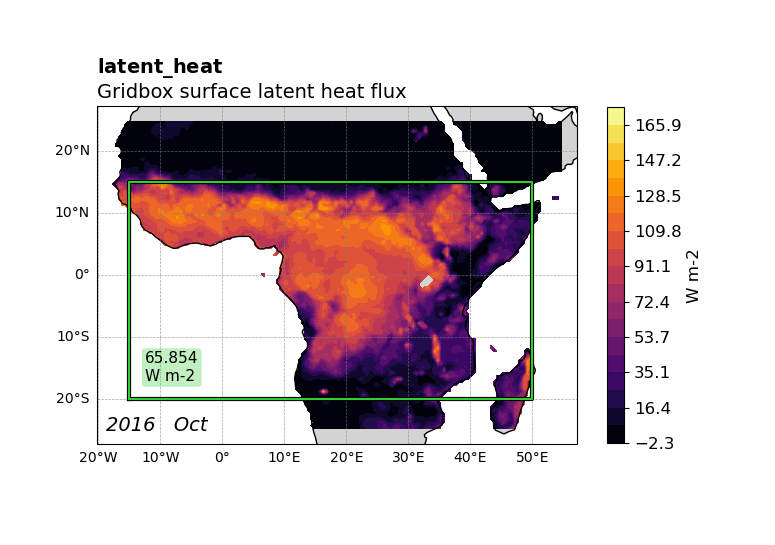 latent_heat
Gridbox surface latent heat flux
20°N
10°N
0°
10°S
20°S
65.854
W m-2
2016 Oct
20°W
10°W
0°
10°E
20°E
30°E
40°E
50°E
165.9
147.2
128.5
109.8
91.1
72.4
53.7
35.1
16.4
−2.3
W m-2